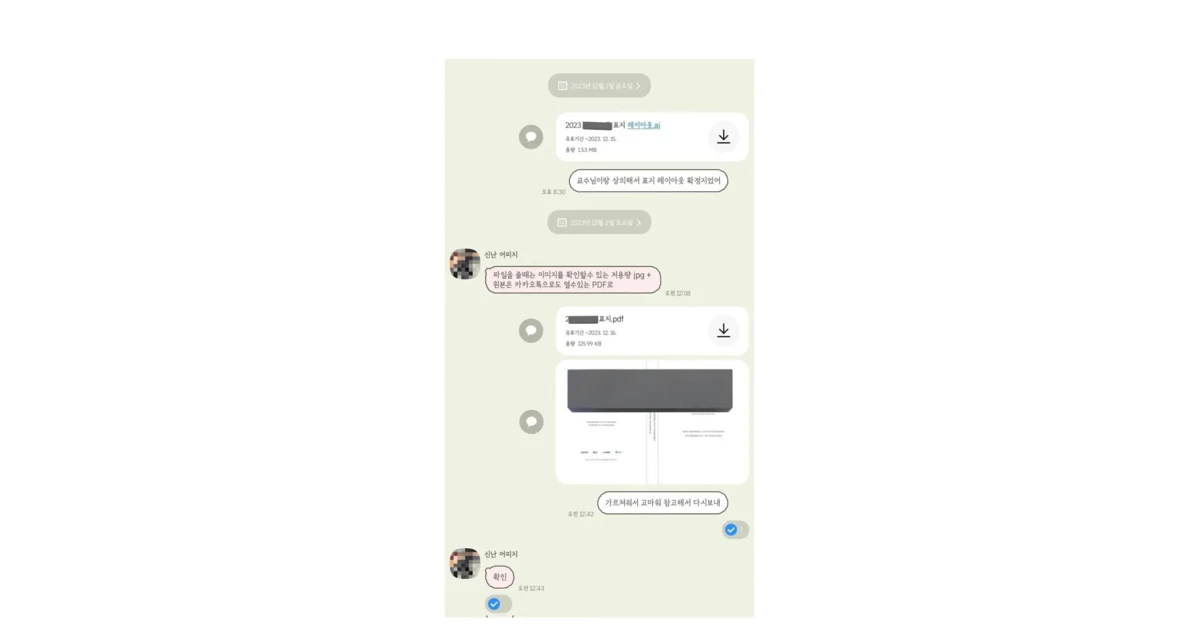 2023년 12월 1일 금요일 >
2023 표지 레이아웃.ai
유효기간 ~2023. 12. 15.
용량 1.53 MB
교수님이랑 상의해서 표지 레이아웃 확정지었어
오후 8:30
2023년 12월 2일 토요일 >
신난 어피치
파일을 줄때는 이미지를 확인할수 있는 저용량 jpg +
원본은 카카오톡으로도 열수있는 PDF로
오전 12:08
2 표지.pdf
유효기간 ~2023. 12. 16.
용량 125.99 KB
가르쳐줘서 고마워 참고해서 다시보내
오전 12:42
신난 어피치
확인
오전 12:43